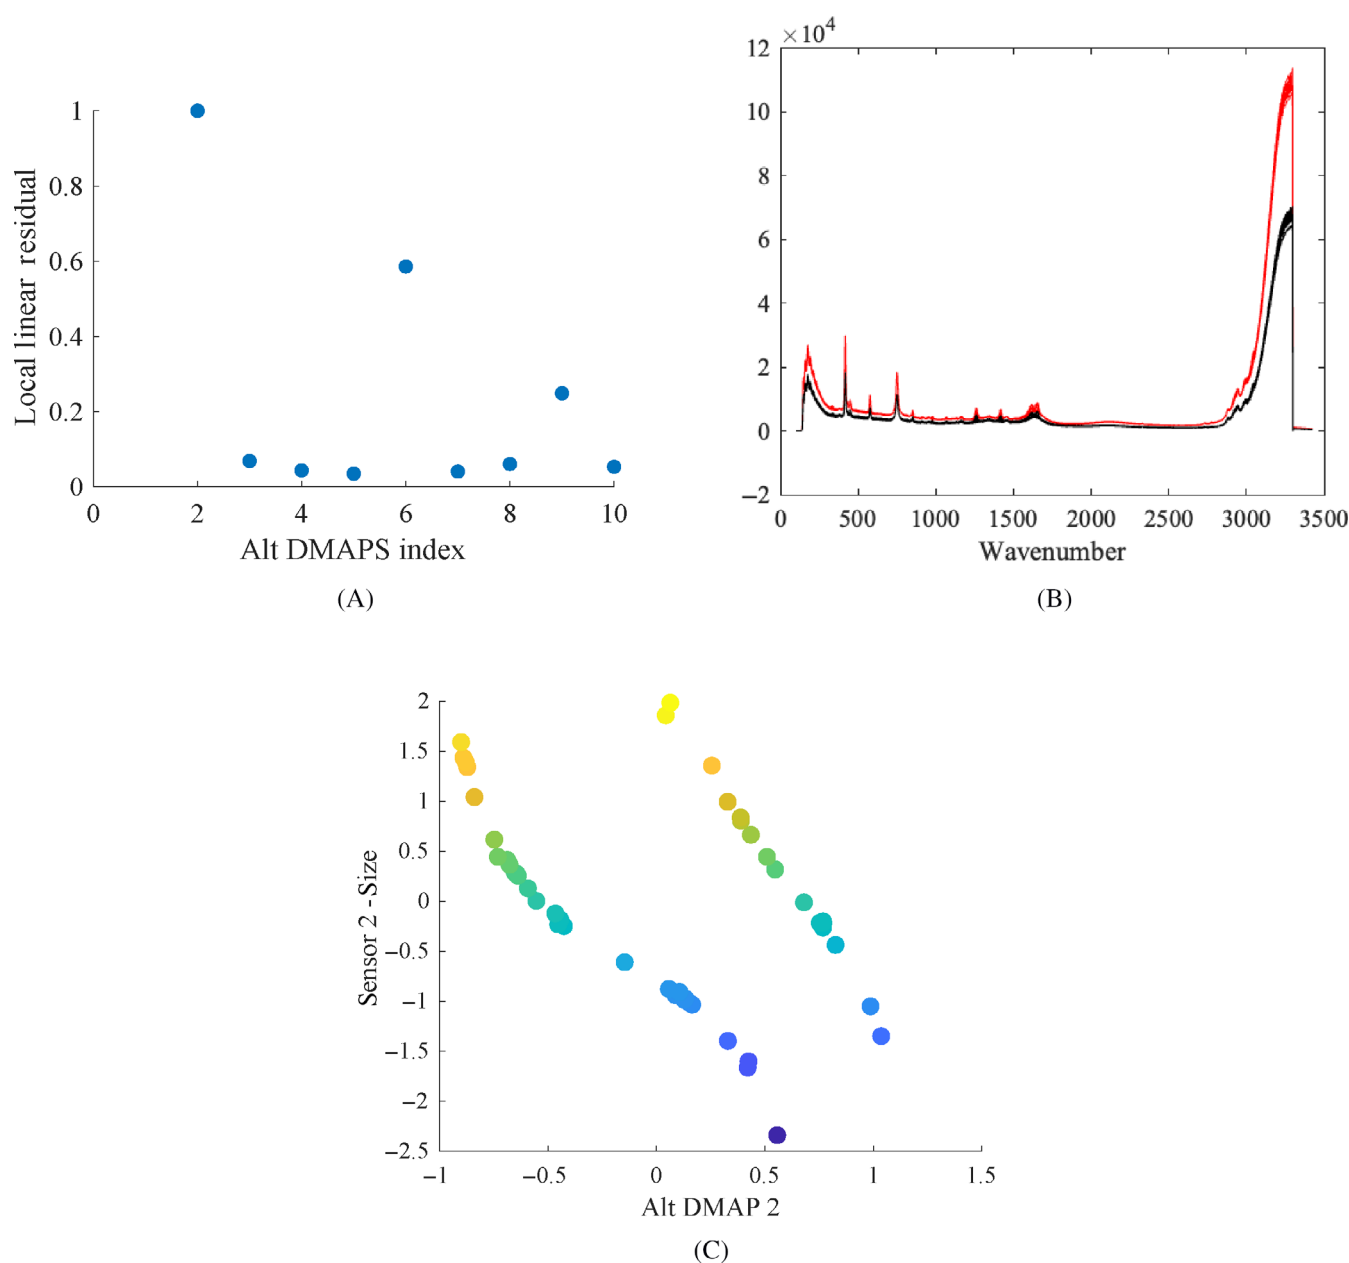 1
0.8
0.6
0.4
0.2
0
0 2 4 6 8 10
Local linear residual
Alt DMAPS index
(A)
×10⁴
12
10
8
6
4
2
0
−2
0 500 1000 1500 2000 2500 3000 3500
Wavenumber
(B)
2
1.5
1
0.5
0
−0.5
−1
−1.5
−2
−2.5
−1 −0.5 0 0.5 1 1.5
Sensor 2 -Size
Alt DMAP 2
(C)